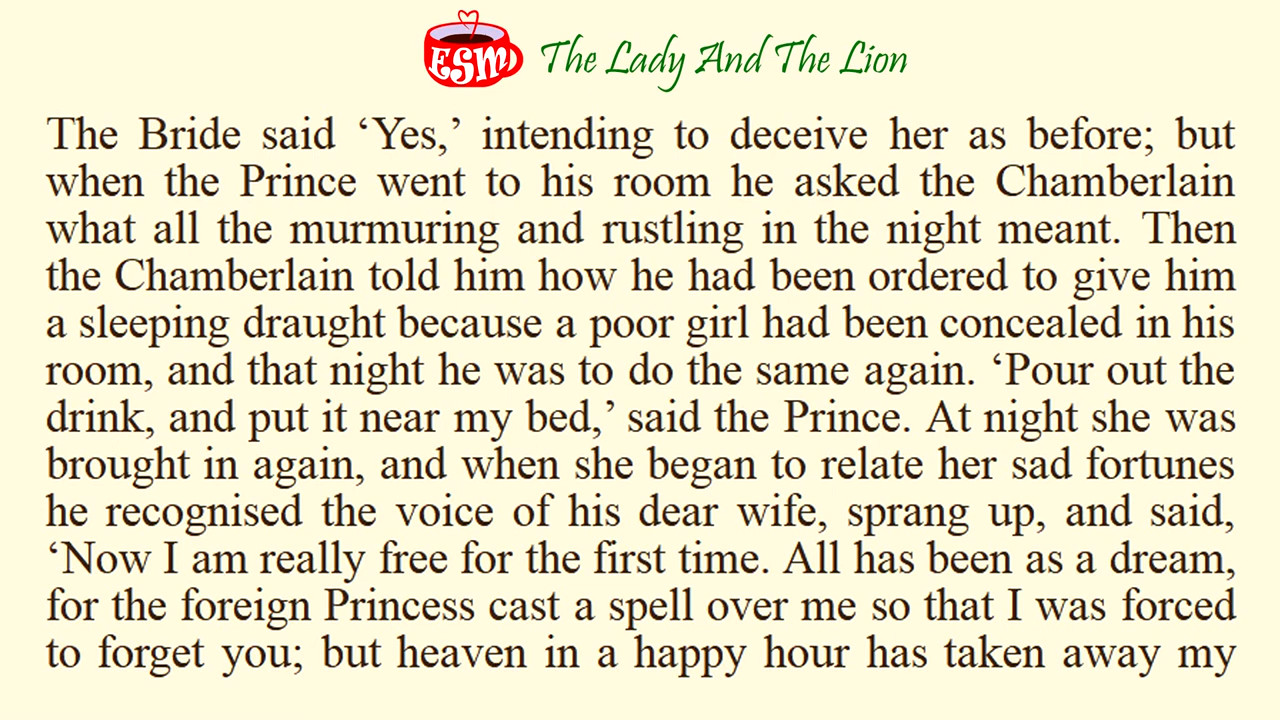 ESM The Lady And The Lion
The Bride said ‘Yes,’ intending to deceive her as before; but
when the Prince went to his room he asked the Chamberlain
what all the murmuring and rustling in the night meant. Then
the Chamberlain told him how he had been ordered to give him
a sleeping draught because a poor girl had been concealed in his
room, and that night he was to do the same again. ‘Pour out the
drink, and put it near my bed,’ said the Prince. At night she was
brought in again, and when she began to relate her sad fortunes
he recognised the voice of his dear wife, sprang up, and said,
‘Now I am really free for the first time. All has been as a dream,
for the foreign Princess cast a spell over me so that I was forced
to forget you; but heaven in a happy hour has taken away my